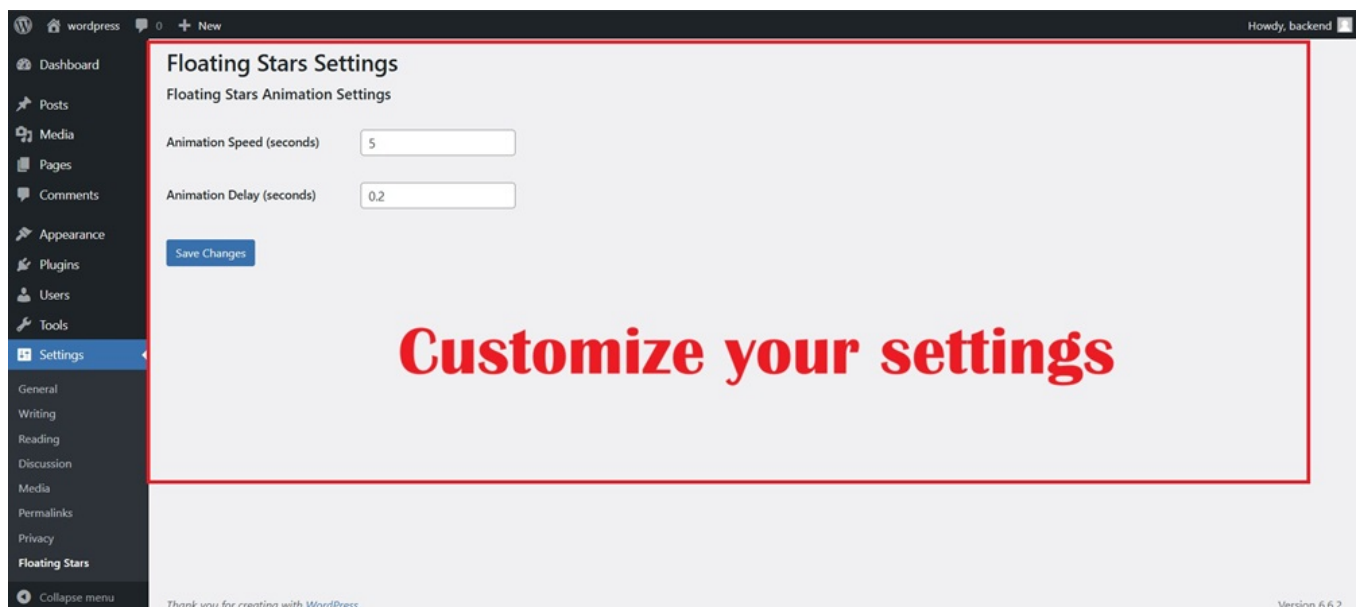 wordpress 0 + New Howdy, backend
Dashboard
Posts
Media
Pages
Comments
Appearance
Plugins
Users
Tools
Settings
General
Writing
Reading
Discussion
Media
Permalinks
Privacy
Floating Stars
Collapse menu
Floating Stars Settings
Floating Stars Animation Settings
Animation Speed (seconds) 5
Animation Delay (seconds) 0.2
Save Changes
Customize your settings
Thank you for creating with WordPress
Version 6.6.2